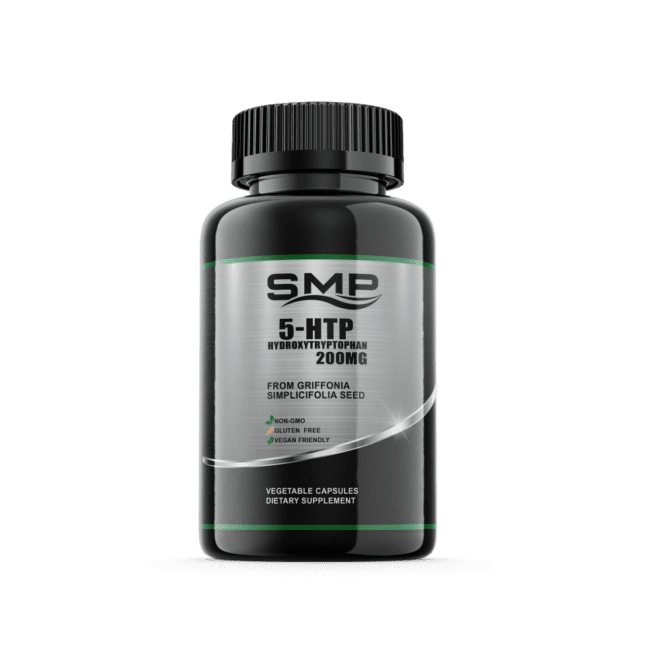 SMP
5-HTP
HYDROXYTRYPTOPHAN
200MG
FROM GRIFFONIA
SIMPLICIFOLIA SEED
NON-GMO
GLUTEN FREE
VEGAN FRIENDLY
VEGETABLE CAPSULES
DIETARY SUPPLEMENT